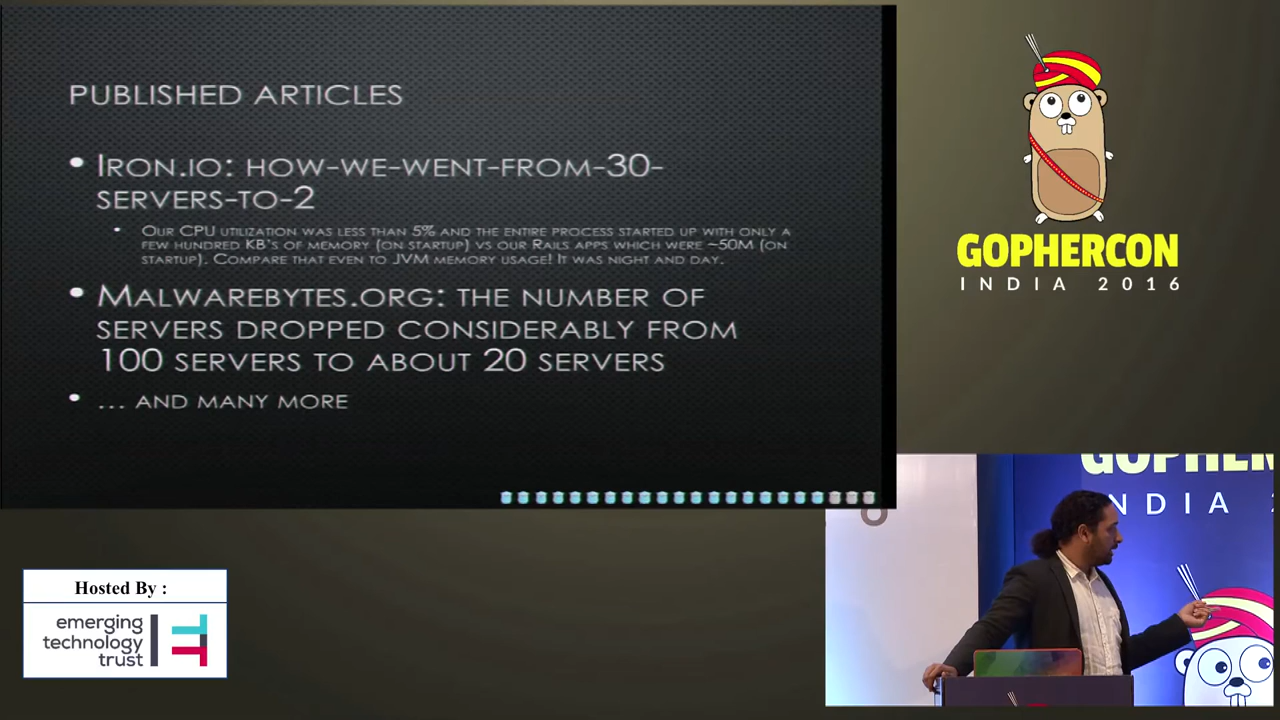 PUBLISHED ARTICLES
• IRON.IO: HOW-WE-WENT-FROM-30-
SERVERS-TO-2
• OUR CPU UTILIZATION WAS LESS THAN 5% AND THE ENTIRE PROCESS STARTED UP WITH ONLY A
FEW HUNDRED KB'S OF MEMORY (ON STARTUP) VS OUR RAILS APPS WHICH WERE ~50M (ON
STARTUP). COMPARE THAT EVEN TO JVM MEMORY USAGE! IT WAS NIGHT AND DAY.
• MALWAREBYTES.ORG: THE NUMBER OF
SERVERS DROPPED CONSIDERABLY FROM
100 SERVERS TO ABOUT 20 SERVERS
• ... AND MANY MORE
GOPHERCON
INDIA 2016
Hosted By :
emerging
technology
trust
GOPHER
NDIA 2